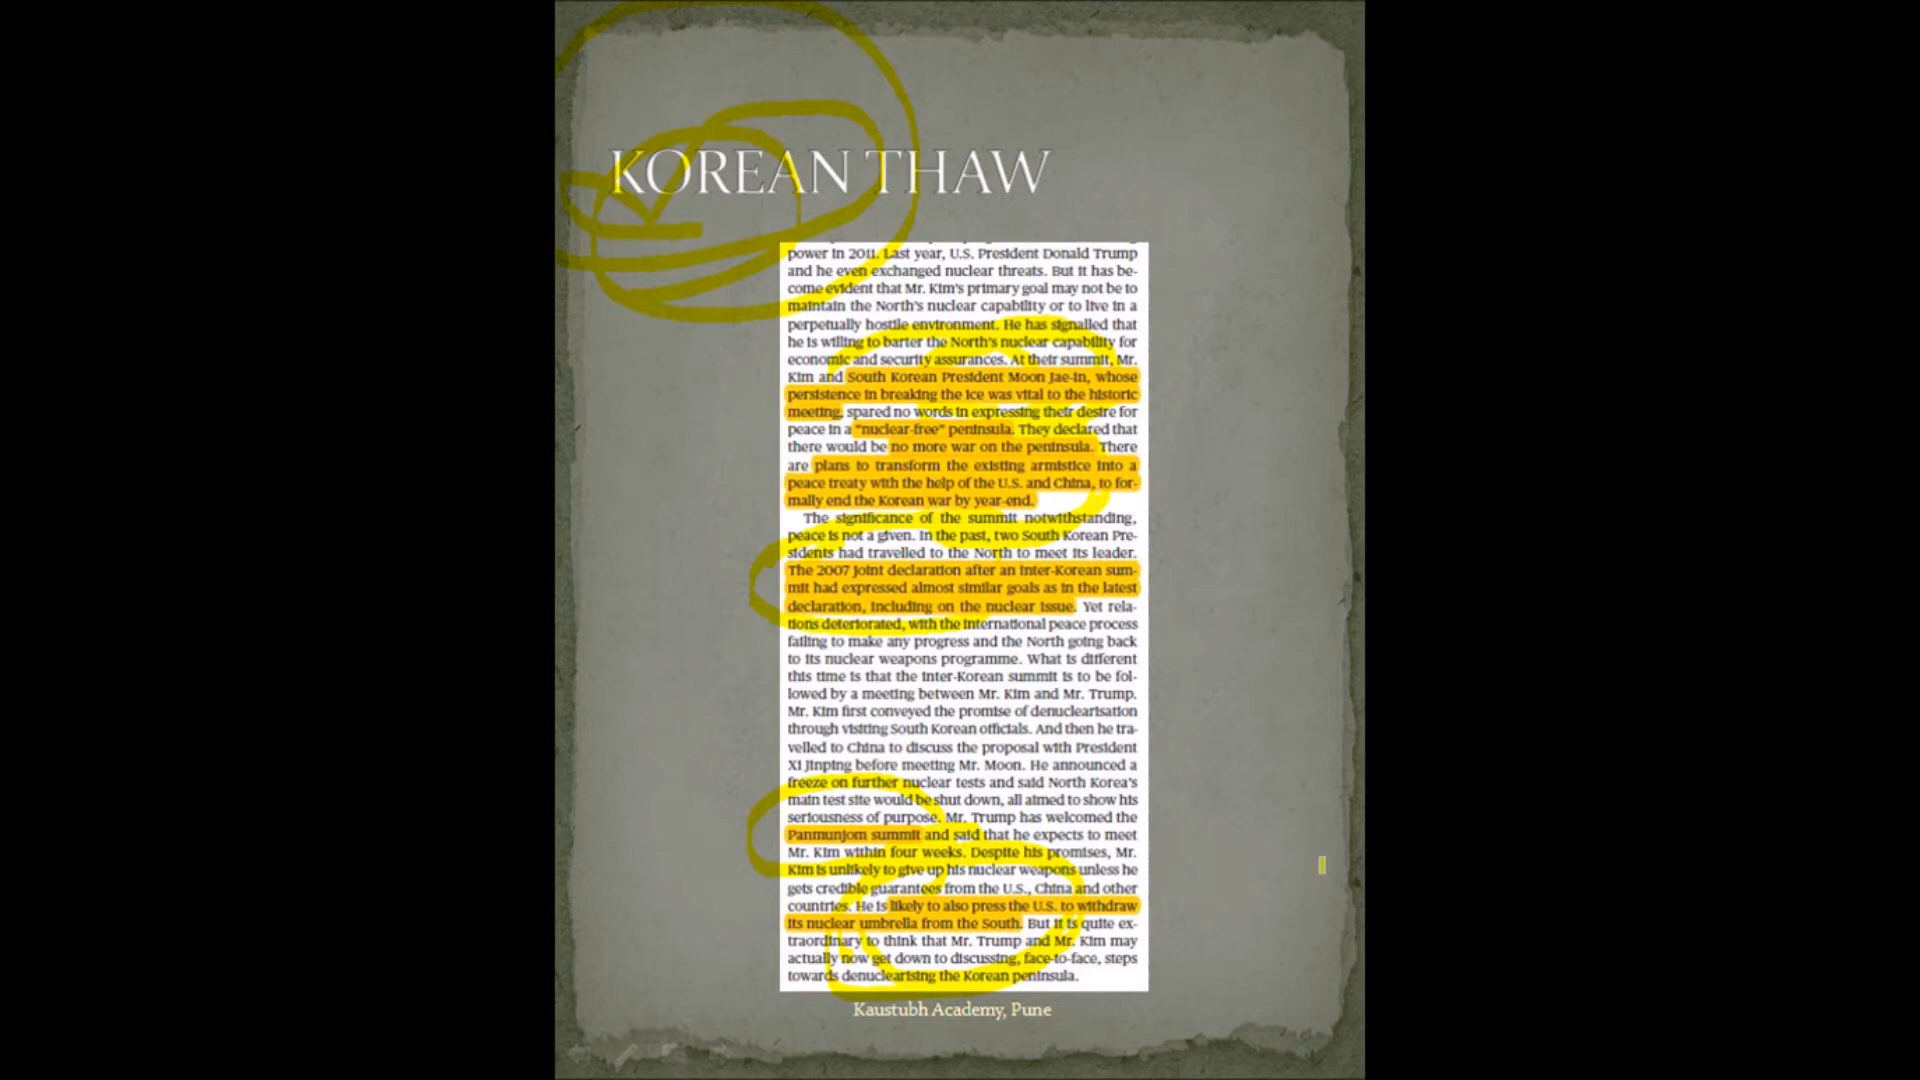 KOREAN THAW
power in 2011. Last year, U.S. President Donald Trump
and he even exchanged nuclear threats. But it has be-
come evident that Mr. Kim's primary goal may not be to
maintain the North's nuclear capability or to live in a
perpetually hostile environment. He has signalled that
he is willing to barter the North's nuclear capability for
economic and security assurances. At their summit, Mr.
Kim and South Korean President Moon Jae-in, whose
persistence in breaking the ice was vital to the historic
meeting, spared no words in expressing their desire for
peace in a “nuclear-free” peninsula. They declared that
there would be no more war on the peninsula. There
are plans to transform the existing armistice into a
peace treaty with the help of the U.S. and China, to for-
mally end the Korean war by year-end.
The significance of the summit notwithstanding,
peace is not a given. In the past, two South Korean Pre-
sidents had travelled to the North to meet its leader.
The 2007 joint declaration after an inter-Korean sum-
mit had expressed almost similar goals as in the latest
declaration, including on the nuclear issue. Yet rela-
tions deteriorated, with the international peace process
failing to make any progress and the North going back
to its nuclear weapons programme. What is different
this time is that the inter-Korean summit is to be fol-
lowed by a meeting between Mr. Kim and Mr. Trump.
Mr. Kim first conveyed the promise of denuclearisation
through visiting South Korean officials. And then he tra-
velled to China to discuss the proposal with President
Xi Jinping before meeting Mr. Moon. He announced a
freeze on further nuclear tests and said North Korea's
main test site would be shut down, all aimed to show his
seriousness of purpose. Mr. Trump has welcomed the
Panmunjom summit and said that he expects to meet
Mr. Kim within four weeks. Despite his promises, Mr.
Kim is unlikely to give up his nuclear weapons unless he
gets credible guarantees from the U.S., China and other
countries. He is likely to also press the U.S. to withdraw
its nuclear umbrella from the South. But it is quite ex-
traordinary to think that Mr. Trump and Mr. Kim may
actually now get down to discussing, face-to-face, steps
towards denuclearising the Korean peninsula.
Kaustubh Academy, Pune